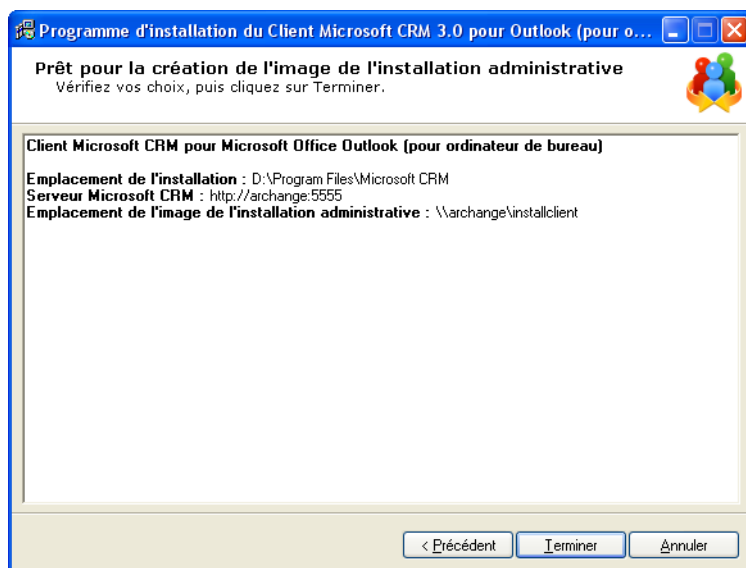 Programme d'installation du Client Microsoft CRM 3.0 pour Outlook (pour o...
Prêt pour la création de l'image de l'installation administrative
Vérifiez vos choix, puis cliquez sur Terminer.
Client Microsoft CRM pour Microsoft Office Outlook (pour ordinateur de bureau)
Emplacement de l'installation : D:\Program Files\Microsoft CRM
Serveur Microsoft CRM : http://archange:5555
Emplacement de l'image de l'installation administrative : \\archange\installclient
< Précédent Terminer Annuler